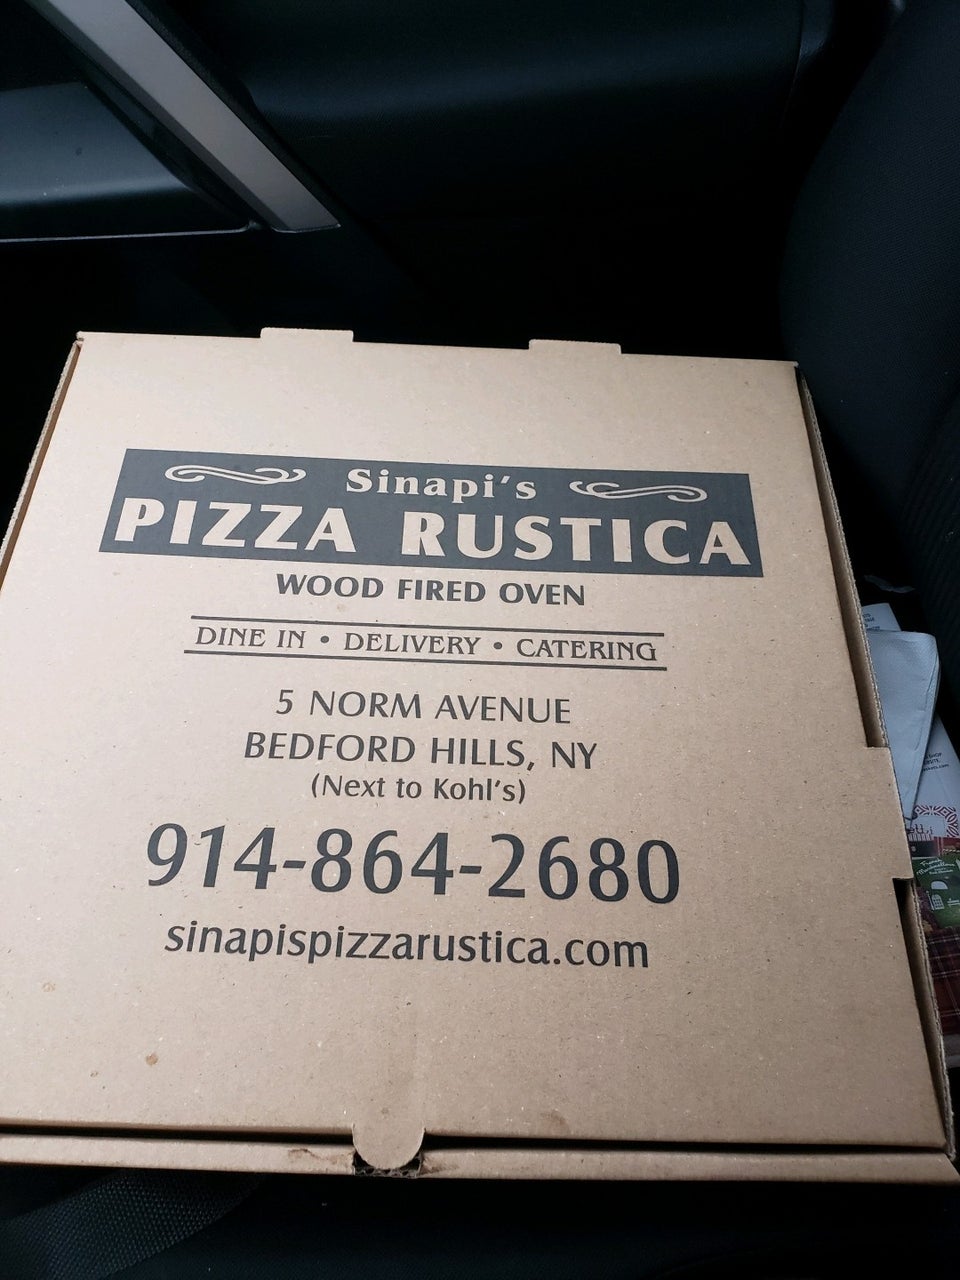 Sinapi's
PIZZA RUSTICA
WOOD FIRED OVEN
DINE IN • DELIVERY • CATERING
5 NORM AVENUE
BEDFORD HILLS, NY
(Next to Kohl's)
914-864-2680
sinapispizzarustica.com